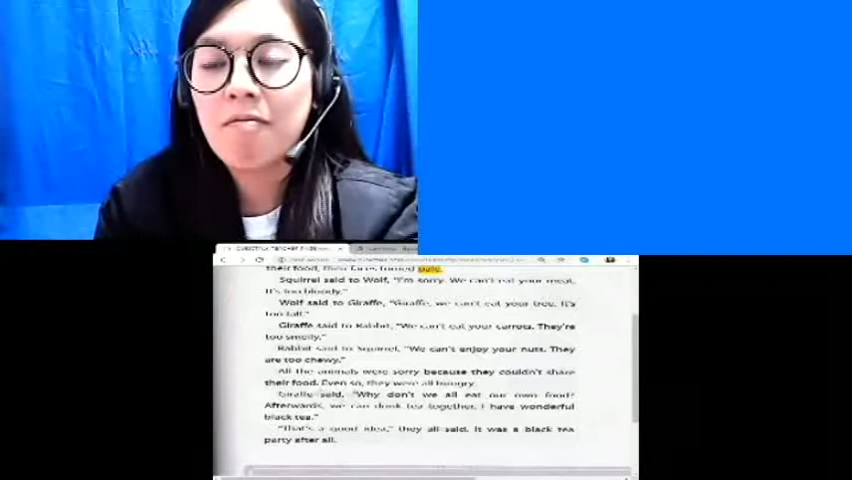 their food, their faces turned pale.
Squirrel said to Wolf, "I'm sorry. We can't eat your meat.
It's too bloody."
Wolf said to Giraffe, "Giraffe, we can't eat your tree. It's
too tall."
Giraffe said to Rabbit, "We can't eat your carrots. They're
too smelly."
Rabbit said to Squirrel, "We can't enjoy your nuts. They
are too chewy."
All the animals were sorry because they couldn't share
their food. Even so, they were all hungry.
Giraffe said, "Why don't we all eat our own food?
Afterwards, we can drink tea together. I have wonderful
black tea."
"That's a good idea," they all said. It was a black tea
party after all.